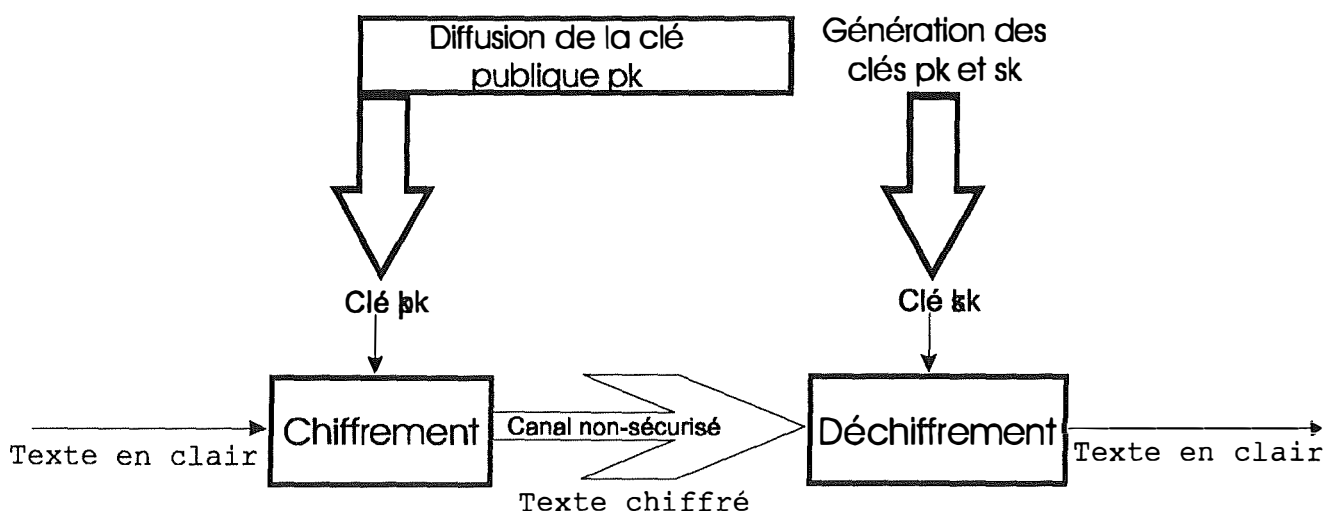 Diffusion de la clé
publique pk
Génération des
clés pk et sk
Clé pk
Clé sk
Chiffrement
Canal non-sécurisé
Déchiffrement
Texte en clair
Texte chiffré
Texte en clair